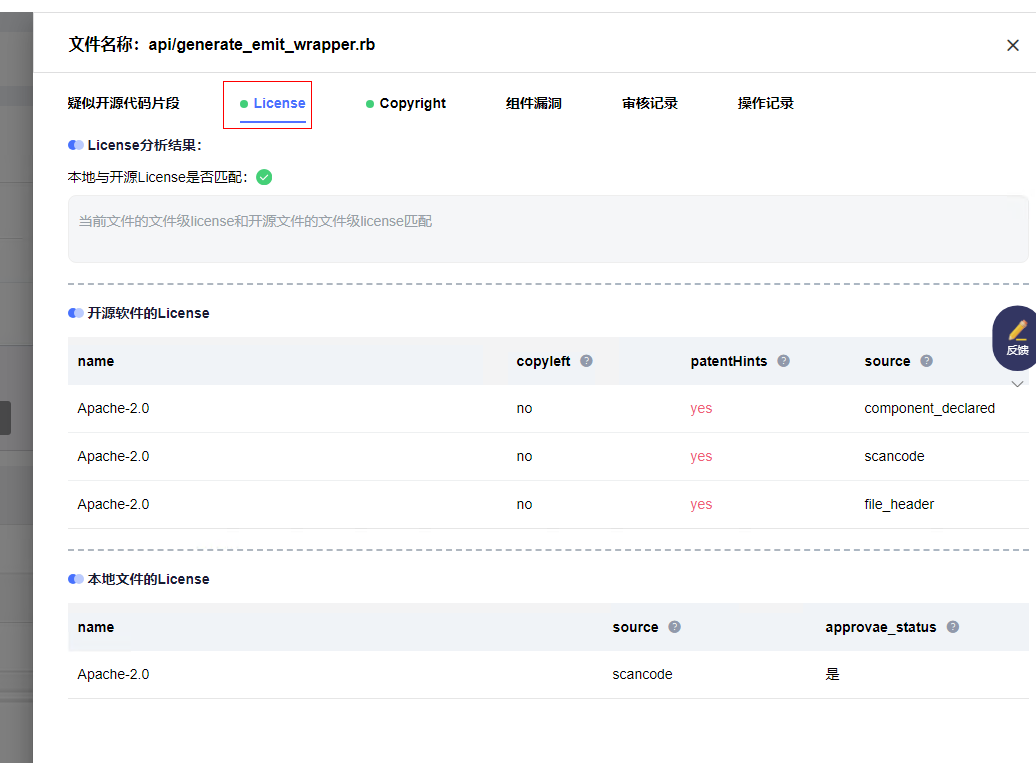 文件名称：api/generate_emit_wrapper.rb
疑似开源代码片段 License Copyright 组件漏洞 审核记录 操作记录
License分析结果：
本地与开源License是否匹配：
当前文件的文件级license和开源文件的文件级license匹配
开源软件的License
name copyleft ? patentHints ? source ?
反馈
Apache-2.0 no yes component_declared
Apache-2.0 no yes scancode
Apache-2.0 no yes file_header
本地文件的License
name source ? approvae_status ?
Apache-2.0 scancode 是